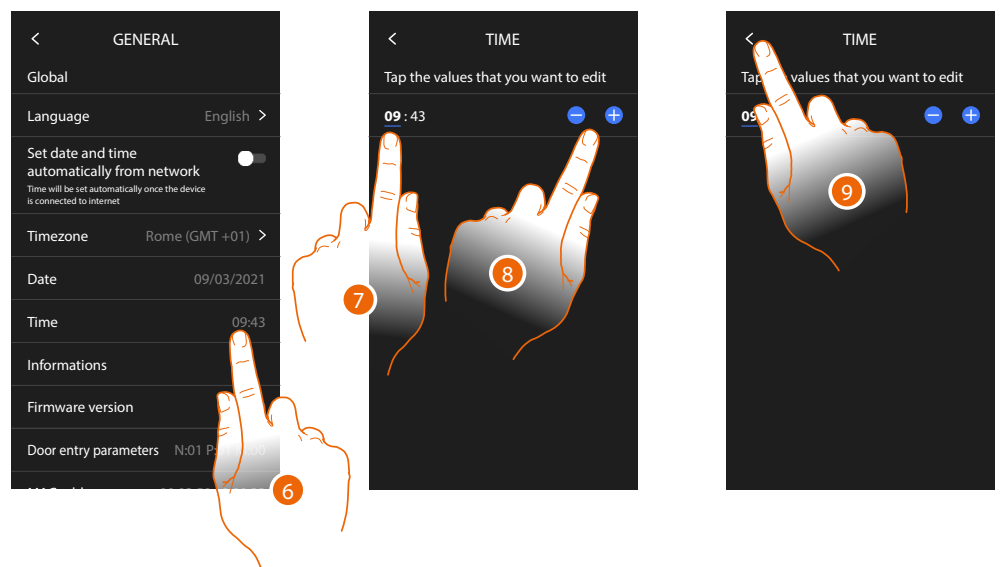 GENERAL
Global
Language English
Set date and time
automatically from network
Time will be set automatically once the device
is connected to internet
Timezone Rome (GMT +01)
Date 09/03/2021
Time 09:43
Informations
Firmware version
Door entry parameters N:01 P:
6
TIME
Tap the values that you want to edit
09 : 43
7
8
TIME
Tap values that you want to edit
09
9